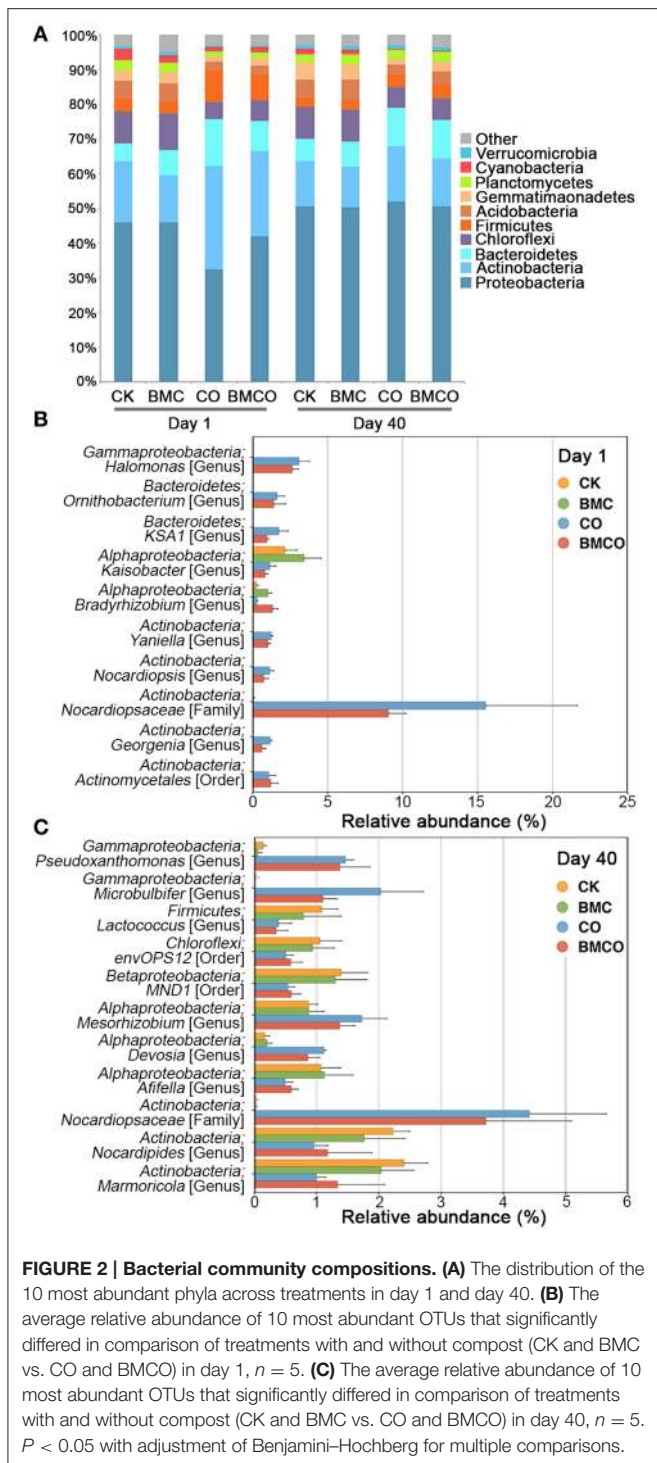 A
100%
90%
80%
70%
60%
50%
40%
30%
20%
10%
0%
CK BMC CO BMCO CK BMC CO BMCO
Day 1 Day 40
Other
Verrucomicrobia
Cyanobacteria
Planctomycetes
Gemmatimaonadetes
Acidobacteria
Firmicutes
Chloroflexi
Bacteroidetes
Actinobacteria
Proteobacteria
B
Gammaproteobacteria;
Halomonas [Genus]
Bacteroidetes;
Ornithobacterium [Genus]
Bacteroidetes;
KSA1 [Genus]
Alphaproteobacteria;
Kaisobacter [Genus]
Alphaproteobacteria;
Bradyrhizobium [Genus]
Actinobacteria;
Yaniella [Genus]
Actinobacteria;
Nocardiopsis [Genus]
Actinobacteria;
Nocardiopsaceae [Family]
Actinobacteria;
Georgenia [Genus]
Actinobacteria;
Actinomycetales [Order]
Day 1
CK
BMC
CO
BMCO
0 5 10 15 20 25
Relative abundance (%)
C
Gammaproteobacteria;
Pseudoxanthomonas [Genus]
Gammaproteobacteria;
Microbulbifer [Genus]
Firmicutes;
Lactococcus [Genus]
Chloroflexi;
envOPS12 [Order]
Betaproteobacteria;
MND1 [Order]
Alphaproteobacteria;
Mesorhizobium [Genus]
Alphaproteobacteria;
Devosia [Genus]
Alphaproteobacteria;
Afifella [Genus]
Actinobacteria;
Nocardiopsaceae [Family]
Actinobacteria;
Nocardipides [Genus]
Actinobacteria;
Marmoricola [Genus]
Day 40
CK
BMC
CO
BMCO
0 1 2 3 4 5 6
Relative abundance (%)
FIGURE 2 | Bacterial community compositions. (A) The distribution of the
10 most abundant phyla across treatments in day 1 and day 40. (B) The
average relative abundance of 10 most abundant OTUs that significantly
differed in comparison of treatments with and without compost (CK and BMC
vs. CO and BMCO) in day 1, n = 5. (C) The average relative abundance of 10
most abundant OTUs that significantly differed in comparison of treatments
with and without compost (CK and BMC vs. CO and BMCO) in day 40, n = 5.
P < 0.05 with adjustment of Benjamini–Hochberg for multiple comparisons.